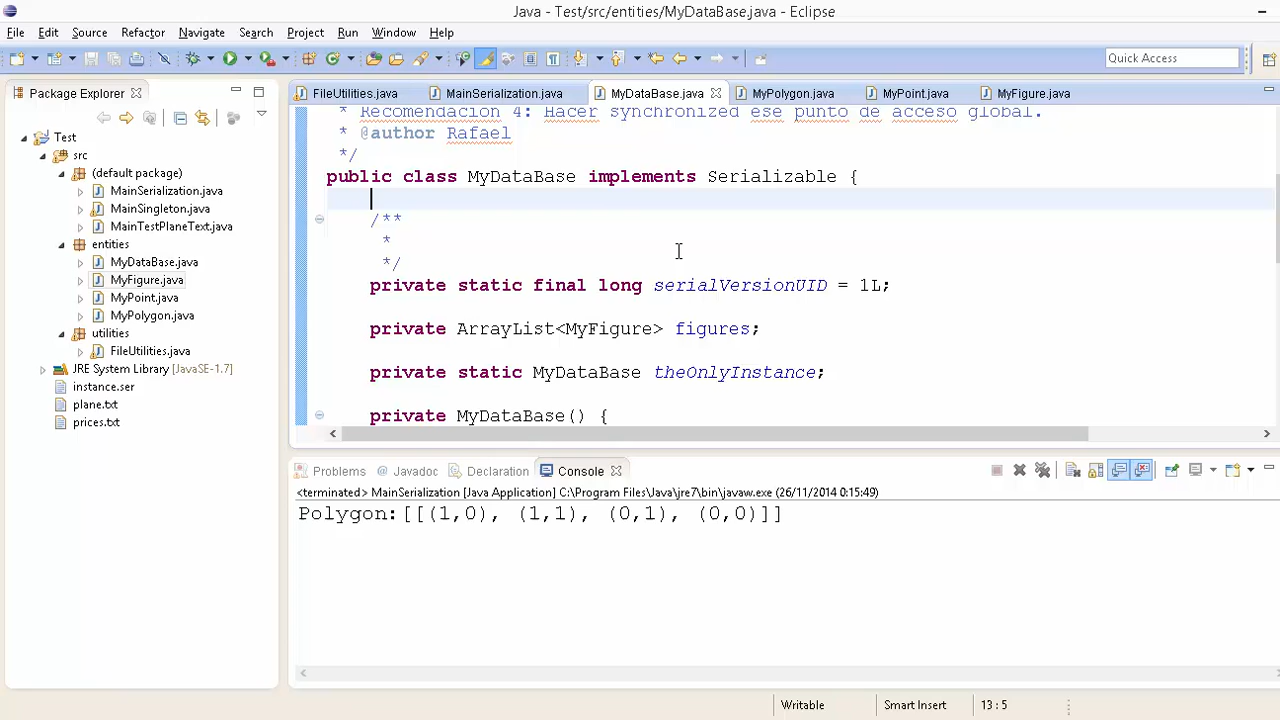 Java - Test/src/entities/MyDataBase.java - Eclipse
File Edit Source Refactor Navigate Search Project Run Window Help
Quick Access
Package Explorer
FileUtilities.java MainSerialization.java MyDataBase.java MyPolygon.java MyPoint.java MyFigure.java
Test
src
(default package)
MainSerialization.java
MainSingleton.java
MainTestPlaneText.java
entities
MyDataBase.java
MyFigure.java
MyPoint.java
MyPolygon.java
utilities
FileUtilities.java
JRE System Library [JavaSE-1.7]
instance.ser
plane.txt
prices.txt
* Recomendacion 4: Hacer synchronized ese punto de acceso global.
* @author Rafael
*/
public class MyDataBase implements Serializable {
/**
*
*/
private static final long serialVersionUID = 1L;
private ArrayList<MyFigure> figures;
private static MyDataBase theOnlyInstance;
private MyDataBase() {
Problems Javadoc Declaration Console
<terminated> MainSerialization [Java Application] C:\Program Files\Java\jre7\bin\javaw.exe (26/11/2014 0:15:49)
Polygon:[[(1,0), (1,1), (0,1), (0,0)]]
Writable Smart Insert 13 : 5